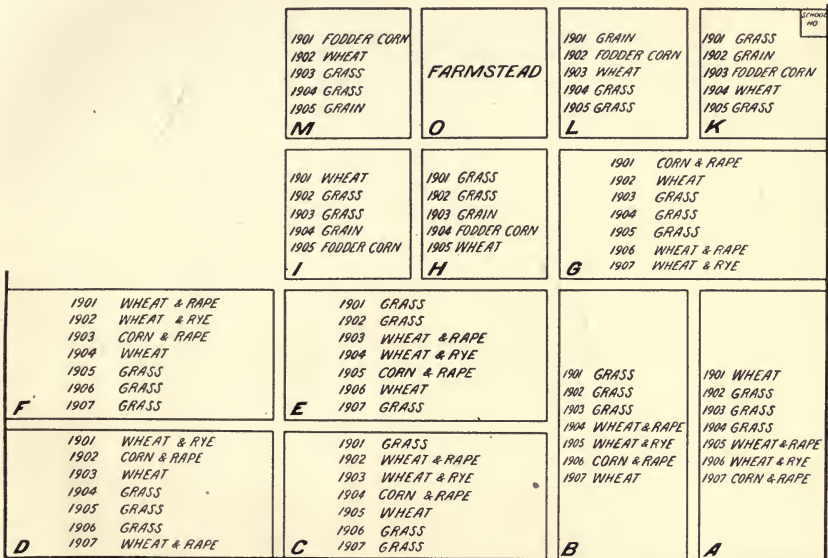 1901 FODDER CORN
1902 WHEAT
1903 GRASS
1904 GRASS
1905 GRAIN
M
FARMSTEAD
O
1901 GRAIN
1902 FODDER CORN
1903 WHEAT
1904 GRASS
1905 GRASS
L
SCHOOL
HO
1901 GRASS
1902 GRAIN
1903 FODDER CORN
1904 WHEAT
1905 GRASS
K
1901 WHEAT
1902 GRASS
1903 GRASS
1904 GRAIN
1905 FODDER CORN
I
1901 GRASS
1902 GRASS
1903 GRAIN
1904 FODDER CORN
1905 WHEAT
H
1901 CORN & RAPE
1902 WHEAT
1903 GRASS
1904 GRASS
1905 GRASS
1906 WHEAT & RAPE
1907 WHEAT & RYE
G
1901 WHEAT & RAPE
1902 WHEAT & RYE
1903 CORN & RAPE
1904 WHEAT
1905 GRASS
1906 GRASS
1907 GRASS
F
1901 GRASS
1902 GRASS
1903 WHEAT & RAPE
1904 WHEAT & RYE
1905 CORN & RAPE
1906 WHEAT
1907 GRASS
E
1901 GRASS
1902 GRASS
1903 GRASS
1904 WHEAT & RAPE
1905 WHEAT & RYE
1906 CORN & RAPE
1907 WHEAT
B
1901 WHEAT
1902 GRASS
1903 GRASS
1904 GRASS
1905 WHEAT & RAPE
1906 WHEAT & RYE
1907 CORN & RAPE
A
1901 WHEAT & RYE
1902 CORN & RAPE
1903 WHEAT
1904 GRASS
1905 GRASS
1906 GRASS
1907 WHEAT & RAPE
D
1901 GRASS
1902 WHEAT & RAPE
1903 WHEAT & RYE
1904 CORN & RAPE
1905 WHEAT
1906 GRASS
1907 GRASS
C